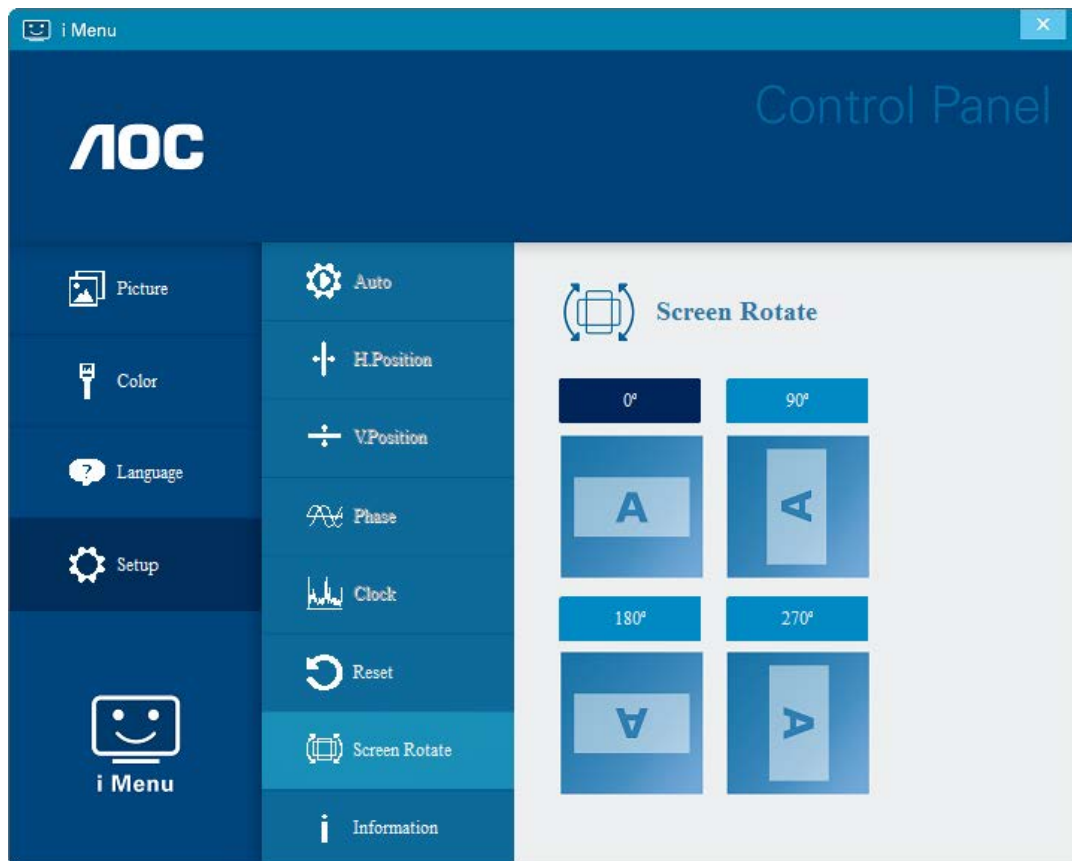 i Menu
Control Panel
AOC
Picture
Color
Language
Setup
i Menu
Auto
H.Position
V.Position
Phase
Clock
Reset
Screen Rotate
Information
Screen Rotate
0° 90°
A A
180° 270°
A A